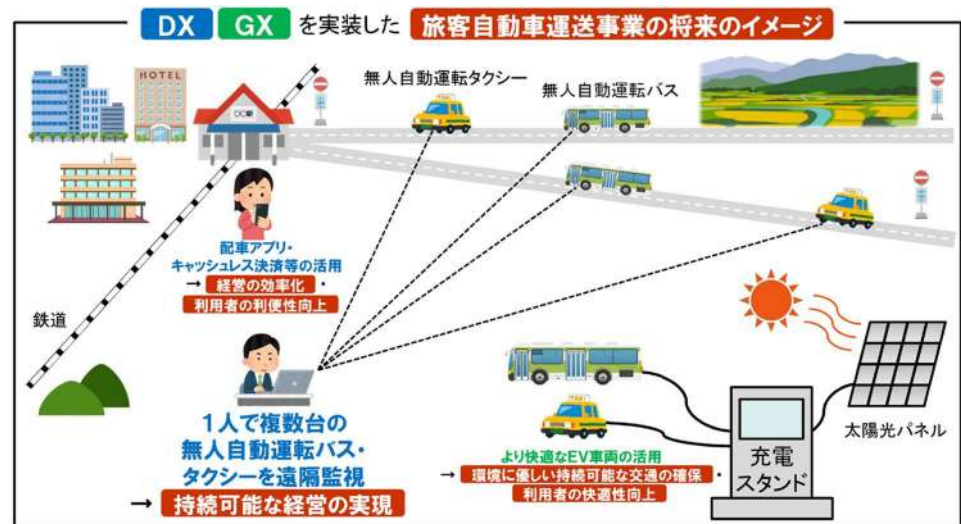 DX GX を実装した 旅客自動車運送事業の将来のイメージ
HOTEL
無人自動運転タクシー
無人自動運転バス
配車アプリ・
キャッシュレス決済等の活用
→ 経営の効率化・
利用者の利便性向上
鉄道
1人で複数台の
無人自動運転バス・
タクシーを遠隔監視
→ 持続可能な経営の実現
TAXI
より快適なEV車両の活用
→ 環境に優しい持続可能な交通の確保・
利用者の快適性向上
充電
スタンド
太陽光パネル